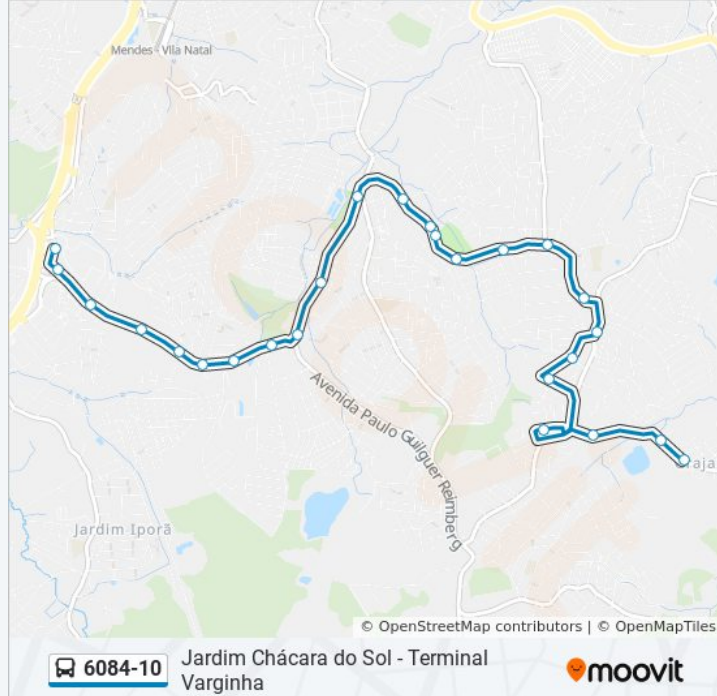 Mendes - Vila Natal
Avenida Paulo Guilguer Reimberg
Graja
Jardim Iporã
© OpenStreetMap contributors | © OpenMapTiles
6084-10
Jardim Chácara do Sol - Terminal
Varginha
moovit